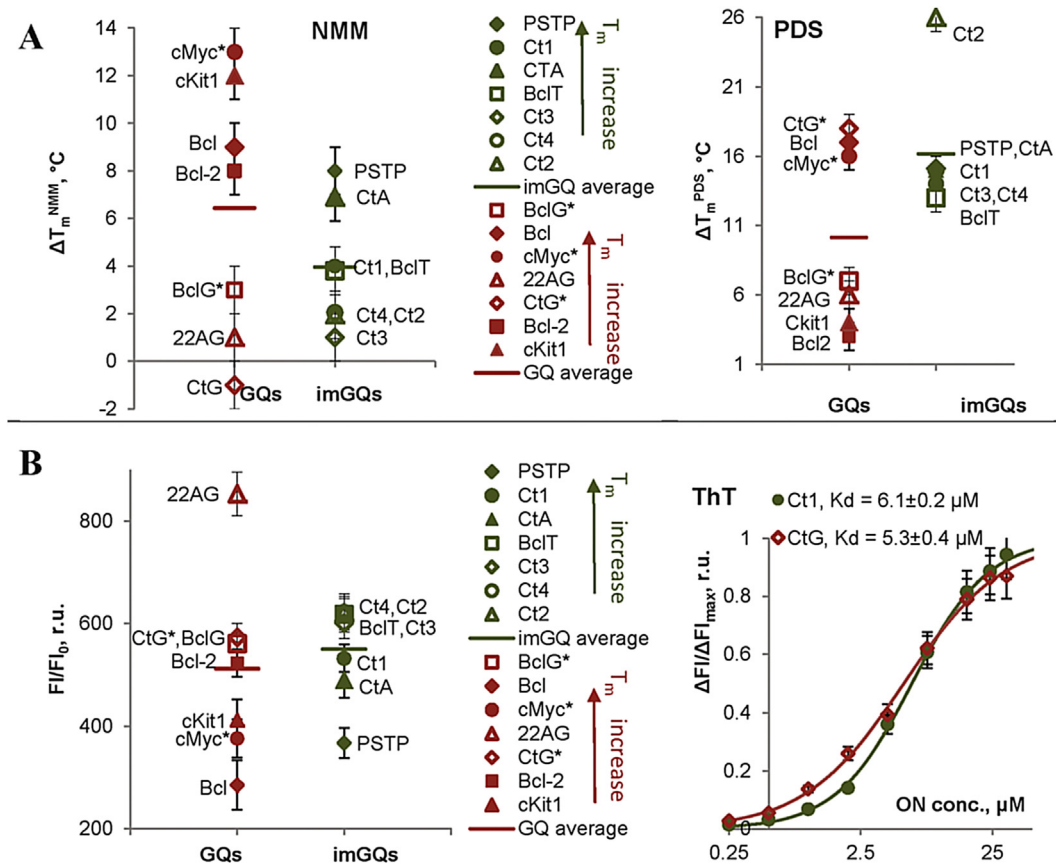 A
NMM
14
12
10
8
6
4
2
0
-2
ΔTm^NMM, °C
cMyc*
cKit1
Bcl
Bcl-2
BclG*
22AG
CtG
PSTP
CtA
Ct1,BclT
Ct4,Ct2
Ct3
GQs
imGQs
PSTP
Ct1
CTA
BclT
Ct3
Ct4
Ct2
imGQ average
BclG*
Bcl
cMyc*
22AG
CtG*
Bcl-2
cKit1
GQ average
Tm increase
Tm increase
PDS
26
21
16
11
6
1
ΔTm^PDS, °C
Ct2
CtG*
Bcl
cMyc*
PSTP,CtA
Ct1
Ct3,Ct4
BclT
BclG*
22AG
Ckit1
Bcl2
GQs
imGQs
B
800
600
400
200
FI/FI0, r.u.
22AG
CtG*,BclG
Bcl-2
cKit1
cMyc*
Bcl
Ct4,Ct2
BclT,Ct3
Ct1
CtA
PSTP
GQs
imGQs
PSTP
Ct1
CtA
BclT
Ct3
Ct4
Ct2
imGQ average
BclG*
Bcl
cMyc*
22AG
CtG*
Bcl-2
cKit1
GQ average
Tm increase
Tm increase
ThT
Ct1, Kd = 6.1±0.2 µM
CtG, Kd = 5.3±0.4 µM
1
0.8
0.6
0.4
0.2
0
ΔFI/ΔFImax, r.u.
ON conc., µM
0.25
2.5
25